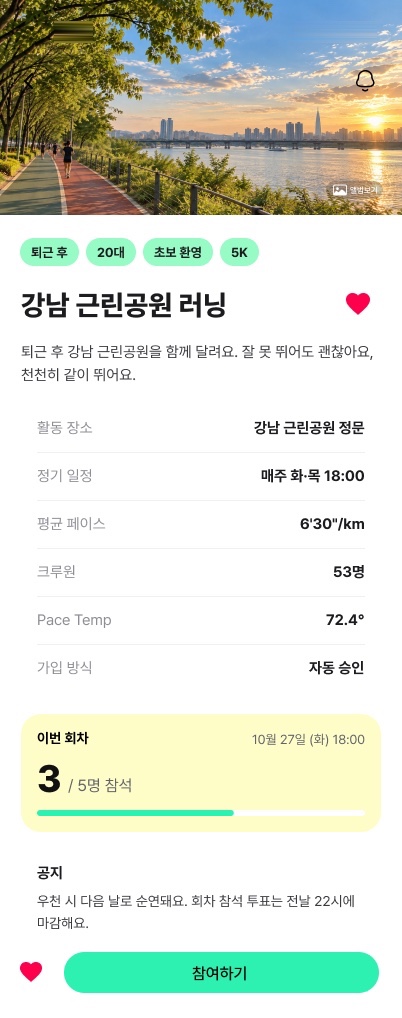 앨범보기
퇴근 후 20대 초보 환영 5K
강남 근린공원 러닝
퇴근 후 강남 근린공원을 함께 달려요. 잘 못 뛰어도 괜찮아요,
천천히 같이 뛰어요.
활동 장소 강남 근린공원 정문
정기 일정 매주 화·목 18:00
평균 페이스 6'30"/km
크루원 53명
Pace Temp 72.4°
가입 방식 자동 승인
이번 회차 10월 27일 (화) 18:00
3 / 5명 참석
공지
우천 시 다음 날로 순연돼요. 회차 참석 투표는 전날 22시에
마감해요.
참여하기